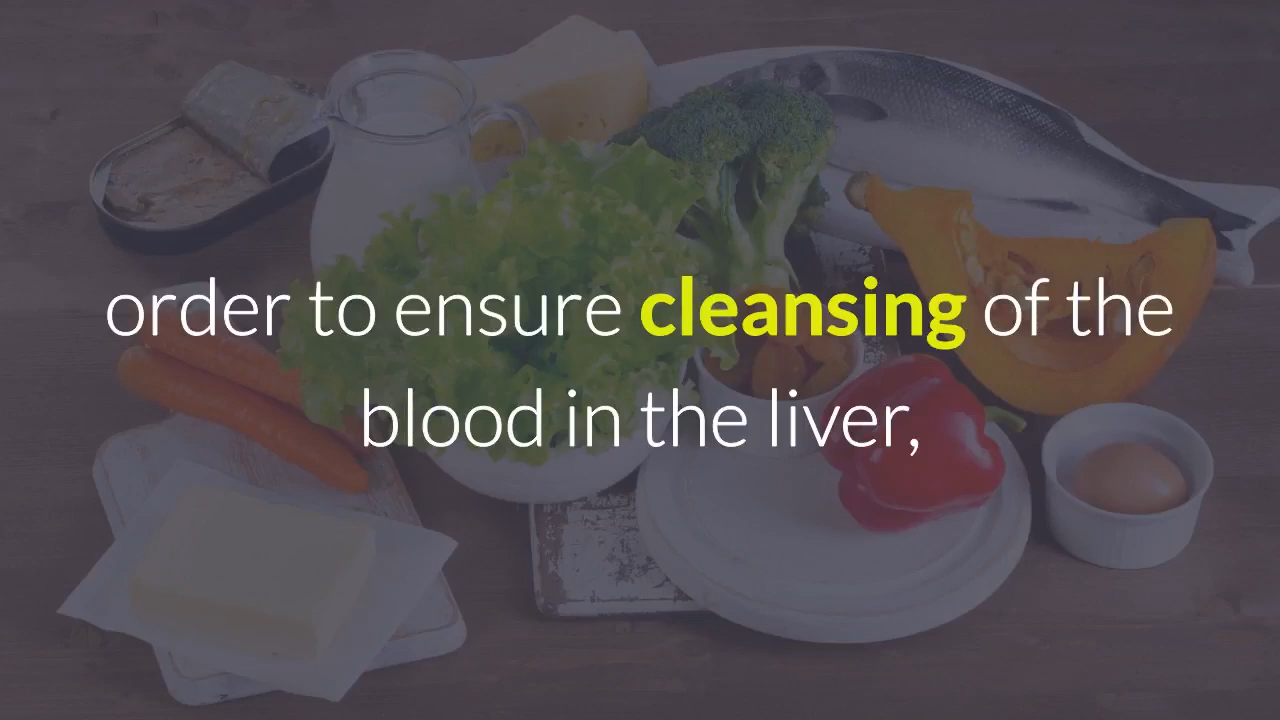 order to ensure cleansing of the
blood in the liver,